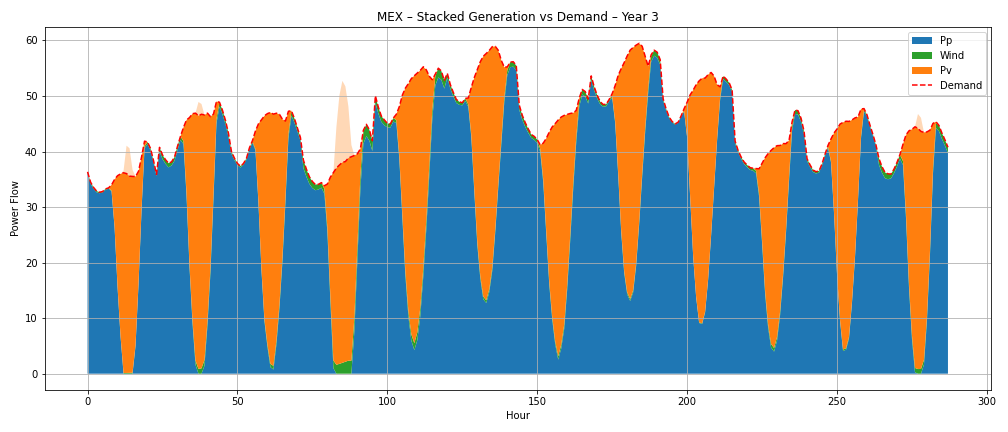 MEX – Stacked Generation vs Demand – Year 3
Power Flow
60
50
40
30
20
10
0
Pp
Wind
Pv
Demand
0 50 100 150 200 250 300
Hour